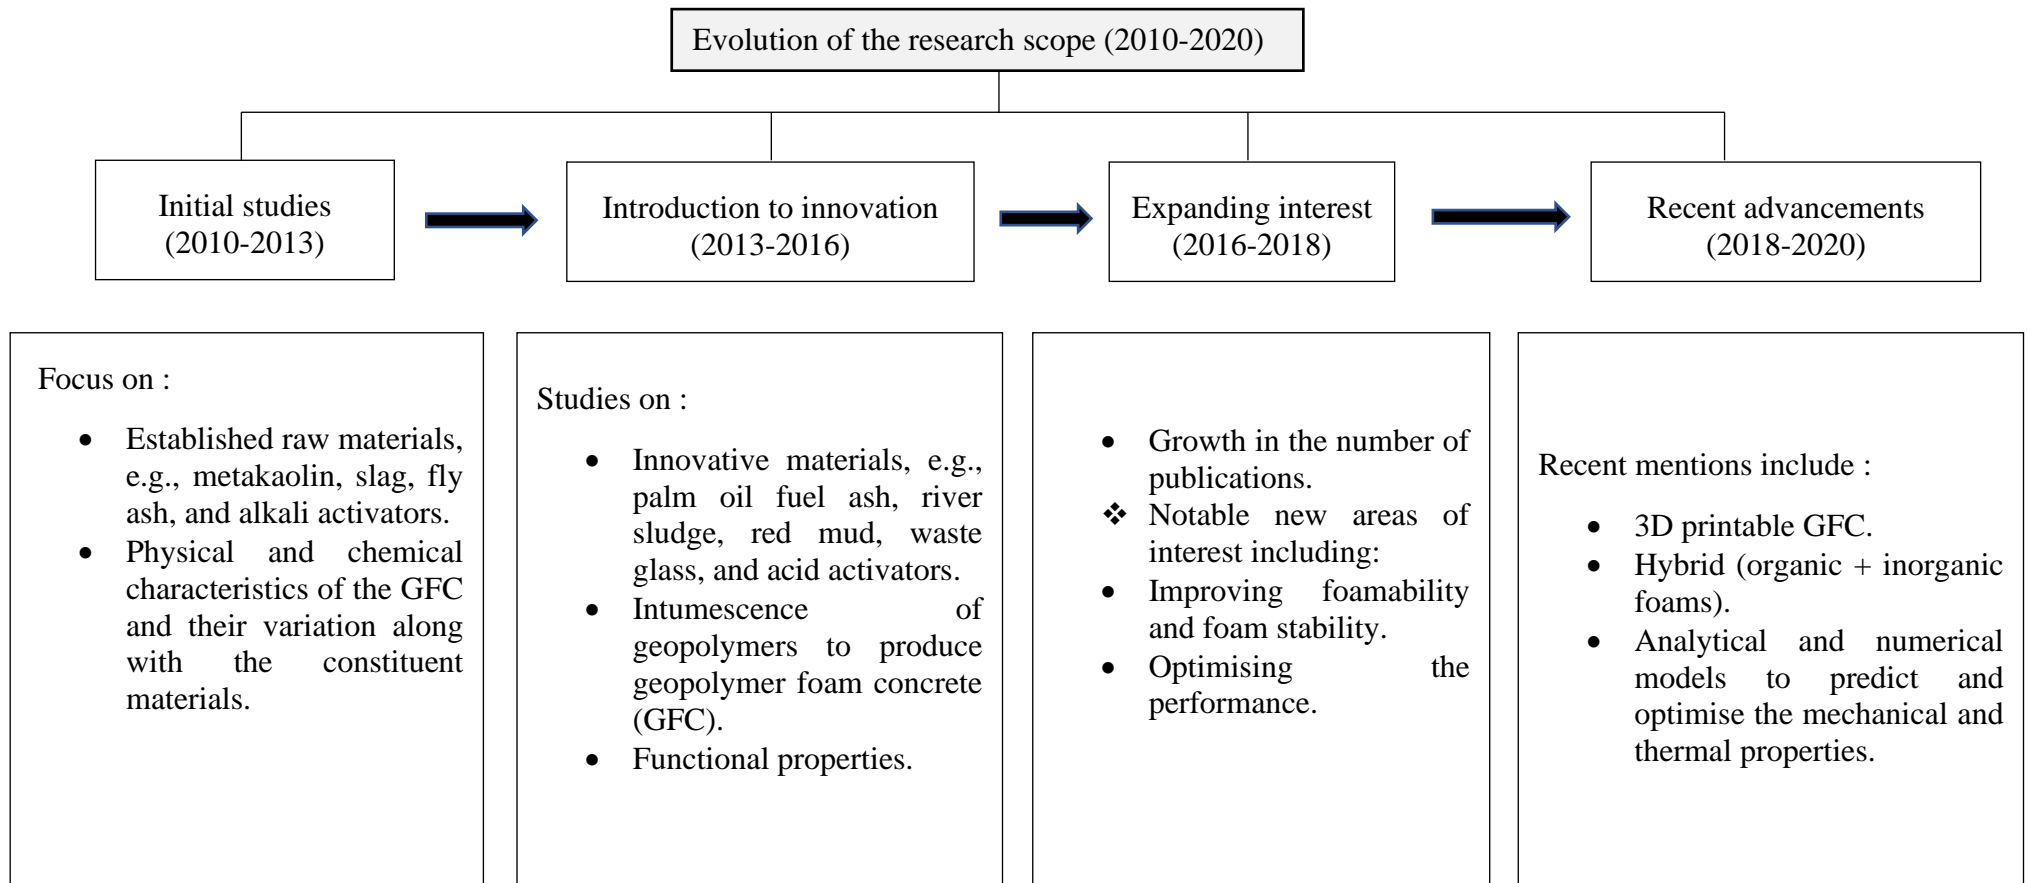 Evolution of the research scope (2010-2020)
Initial studies
(2010-2013)
Introduction to innovation
(2013-2016)
Expanding interest
(2016-2018)
Recent advancements
(2018-2020)
Focus on :
• Established raw materials,
e.g., metakaolin, slag, fly
ash, and alkali activators.
• Physical and chemical
characteristics of the GFC
and their variation along
with the constituent
materials.
Studies on :
• Innovative materials, e.g.,
palm oil fuel ash, river
sludge, red mud, waste
glass, and acid activators.
• Intumescence of
geopolymers to produce
geopolymer foam concrete
(GFC).
• Functional properties.
• Growth in the number of
publications.
❖ Notable new areas of
interest including:
• Improving foamability
and foam stability.
• Optimising the
performance.
Recent mentions include :
• 3D printable GFC.
• Hybrid (organic + inorganic
foams).
• Analytical and numerical
models to predict and
optimise the mechanical and
thermal properties.